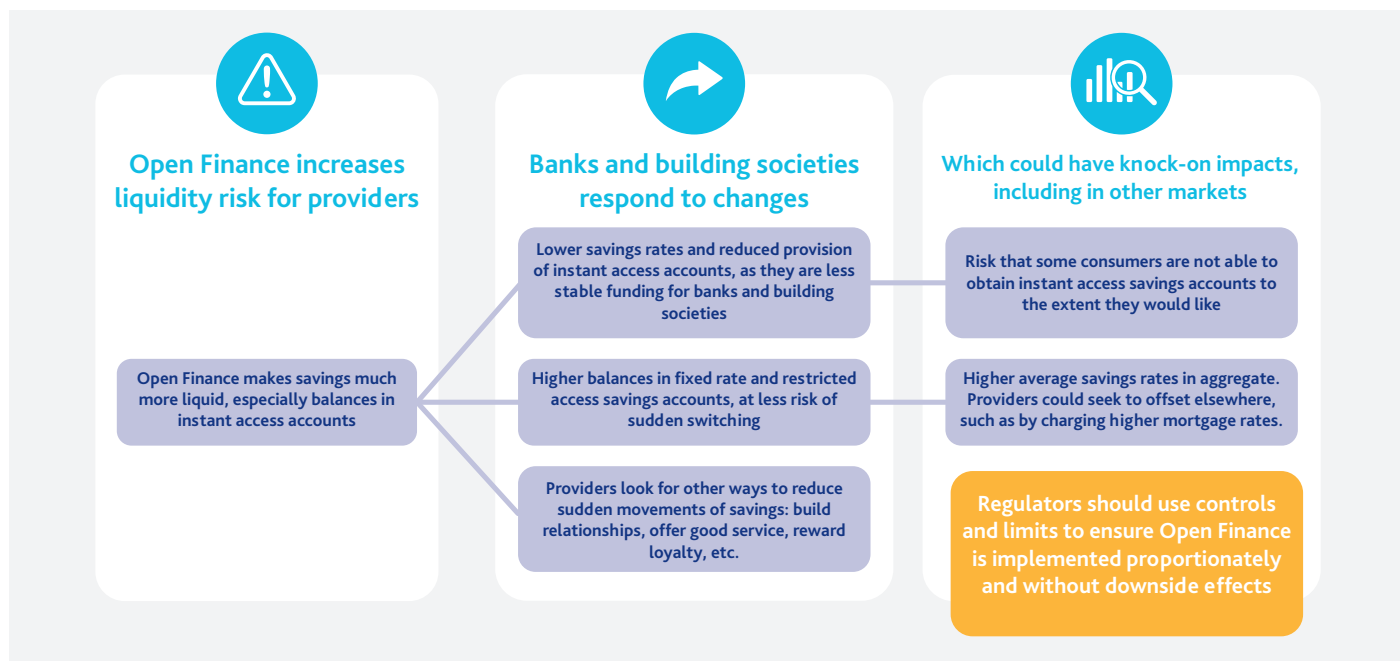 Open Finance increases
liquidity risk for providers
Open Finance makes savings much
more liquid, especially balances in
instant access accounts
Banks and building societies
respond to changes
Lower savings rates and reduced provision
of instant access accounts, as they are less
stable funding for banks and building
societies
Higher balances in fixed rate and restricted
access savings accounts, at less risk of
sudden switching
Providers look for other ways to reduce
sudden movements of savings: build
relationships, offer good service, reward
loyalty, etc.
Which could have knock-on impacts,
including in other markets
Risk that some consumers are not able to
obtain instant access savings accounts to
the extent they would like
Higher average savings rates in aggregate.
Providers could seek to offset elsewhere,
such as by charging higher mortgage rates.
Regulators should use controls
and limits to ensure Open Finance
is implemented proportionately
and without downside effects